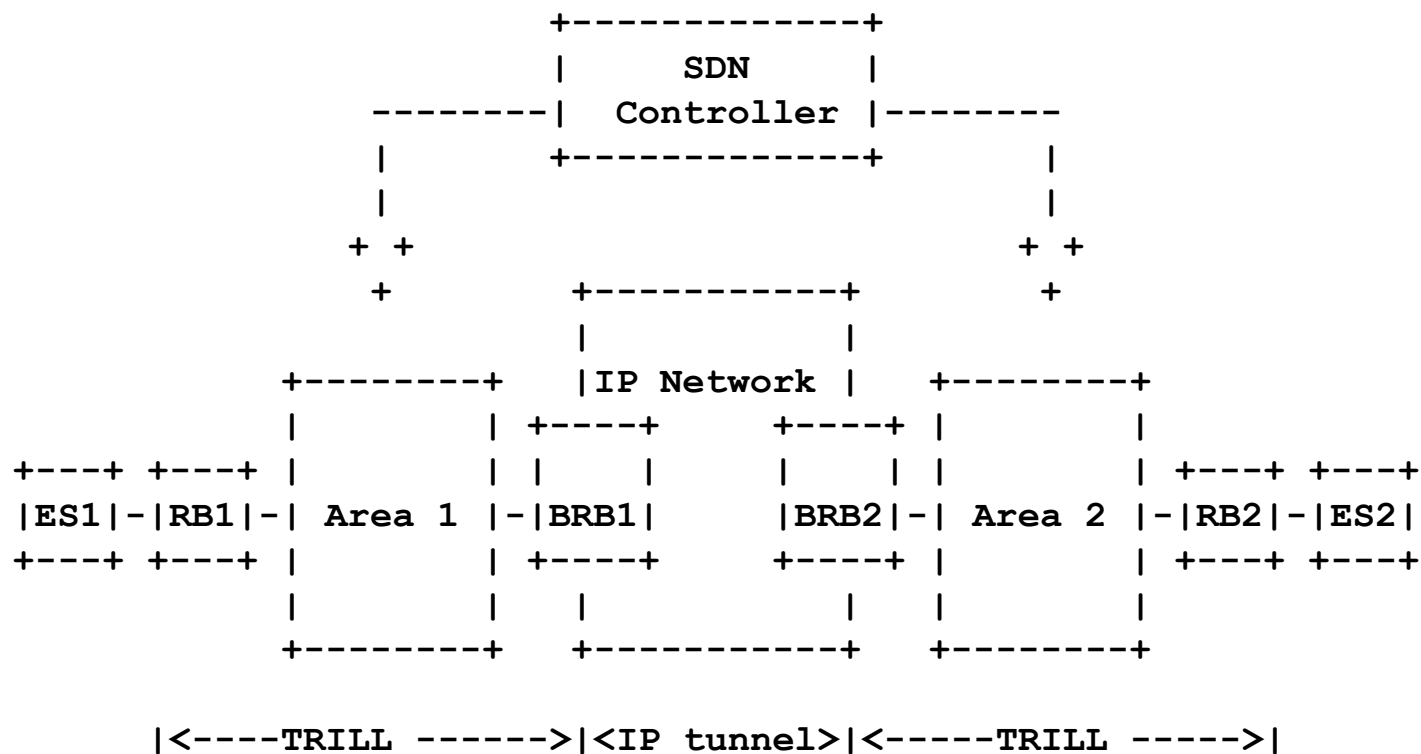 +-------------+
|     SDN     |
--------|  Controller |--------
|       +-------------+       |
|                             |
+ +                           + +
+        +-----------+        +
|           |
+--------+   |IP Network |   +--------+
|        | +----+     +----+ |        |
+---+ +---+ |        | |    |     |    | |        | +---+ +---+
|ES1|-|RB1|-| Area 1 |-|BRB1|     |BRB2|-| Area 2 |-|RB2|-|ES2|
+---+ +---+ |        | +----+     +----+ |        | +---+ +---+
|        |   |           |   |        |
+--------+   +-----------+   +--------+
|<----TRILL ------>|<IP tunnel>|<-----TRILL ----->|